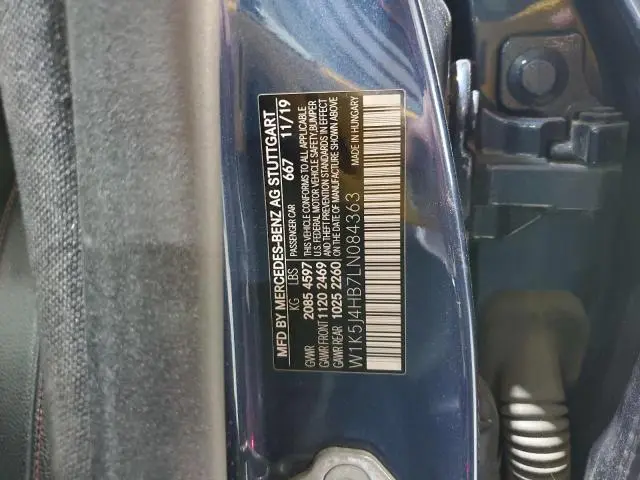 MFD BY MERCEDES-BENZ AG STUTTGART
PASSENGER CAR 667 11/19
KG LBS
GVWR 2085 4597
GAWR FRONT 1120 2469
GAWR REAR 1025 2260
THIS VEHICLE CONFORMS TO ALL APPLICABLE
U.S. FEDERAL MOTOR VEHICLE SAFETY,BUMPER
AND THEFT PREVENTION STANDARDS IN EFFECT
ON THE DATE OF MANUFACTURE SHOWN ABOVE
MADE IN HUNGARY
W1K5J4HB7LN084363